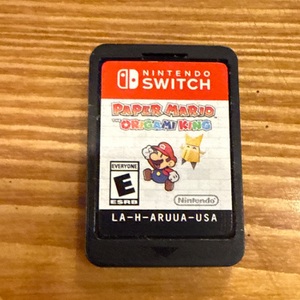 NINTENDO
SWITCH
PAPER MARIO
THE ORIGAMI KING
EVERYONE
E
ESRB
Nintendo
LA-H-ARUUA-USA